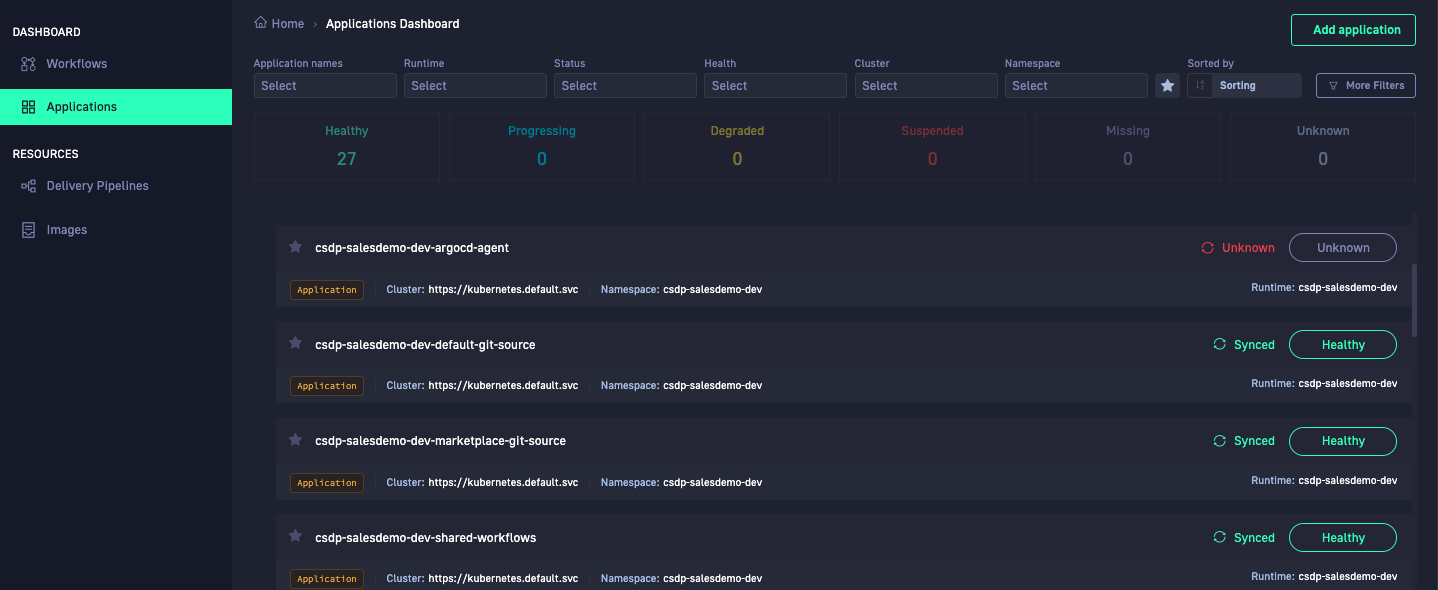 DASHBOARD
Workflows
Applications
RESOURCES
Delivery Pipelines
Images
Home > Applications Dashboard
Add application
Application names Runtime Status Health Cluster Namespace Sorted by
Select Select Select Select Select Select Sorting More Filters
Healthy Progressing Degraded Suspended Missing Unknown
27 0 0 0 0 0
csdp-salesdemo-dev-argocd-agent Unknown Unknown
Application Cluster: https://kubernetes.default.svc Namespace: csdp-salesdemo-dev Runtime: csdp-salesdemo-dev
csdp-salesdemo-dev-default-git-source Synced Healthy
Application Cluster: https://kubernetes.default.svc Namespace: csdp-salesdemo-dev Runtime: csdp-salesdemo-dev
csdp-salesdemo-dev-marketplace-git-source Synced Healthy
Application Cluster: https://kubernetes.default.svc Namespace: csdp-salesdemo-dev Runtime: csdp-salesdemo-dev
csdp-salesdemo-dev-shared-workflows Synced Healthy
Application Cluster: https://kubernetes.default.svc Namespace: csdp-salesdemo-dev Runtime: csdp-salesdemo-dev